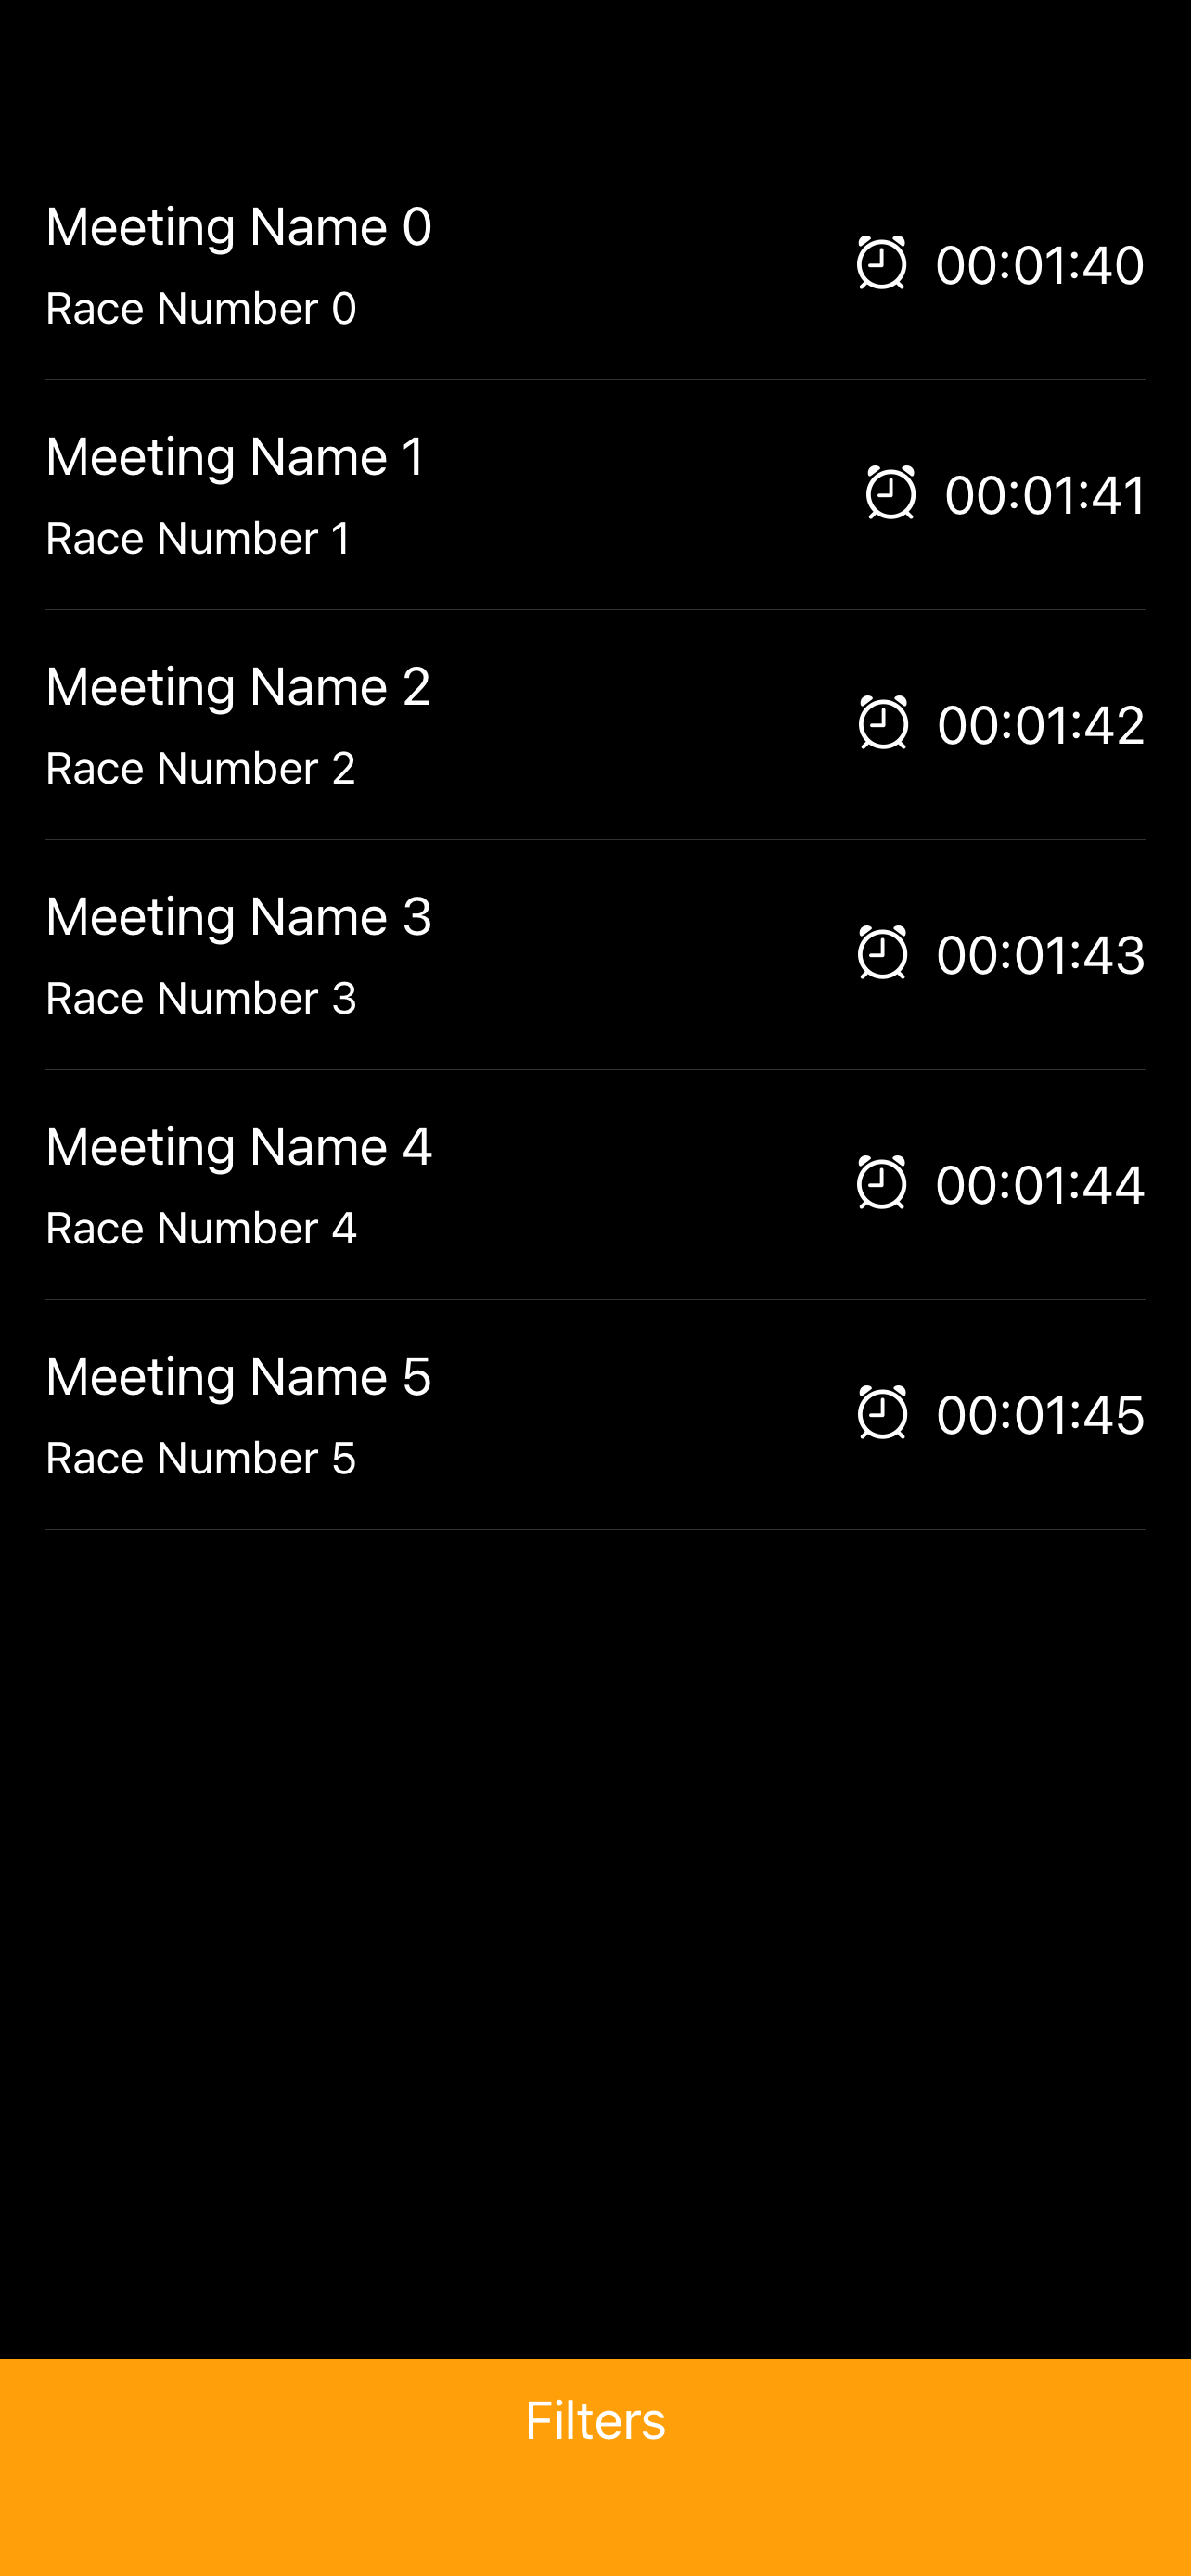 Meeting Name 0
Race Number 0
00:01:40
Meeting Name 1
Race Number 1
00:01:41
Meeting Name 2
Race Number 2
00:01:42
Meeting Name 3
Race Number 3
00:01:43
Meeting Name 4
Race Number 4
00:01:44
Meeting Name 5
Race Number 5
00:01:45
Filters